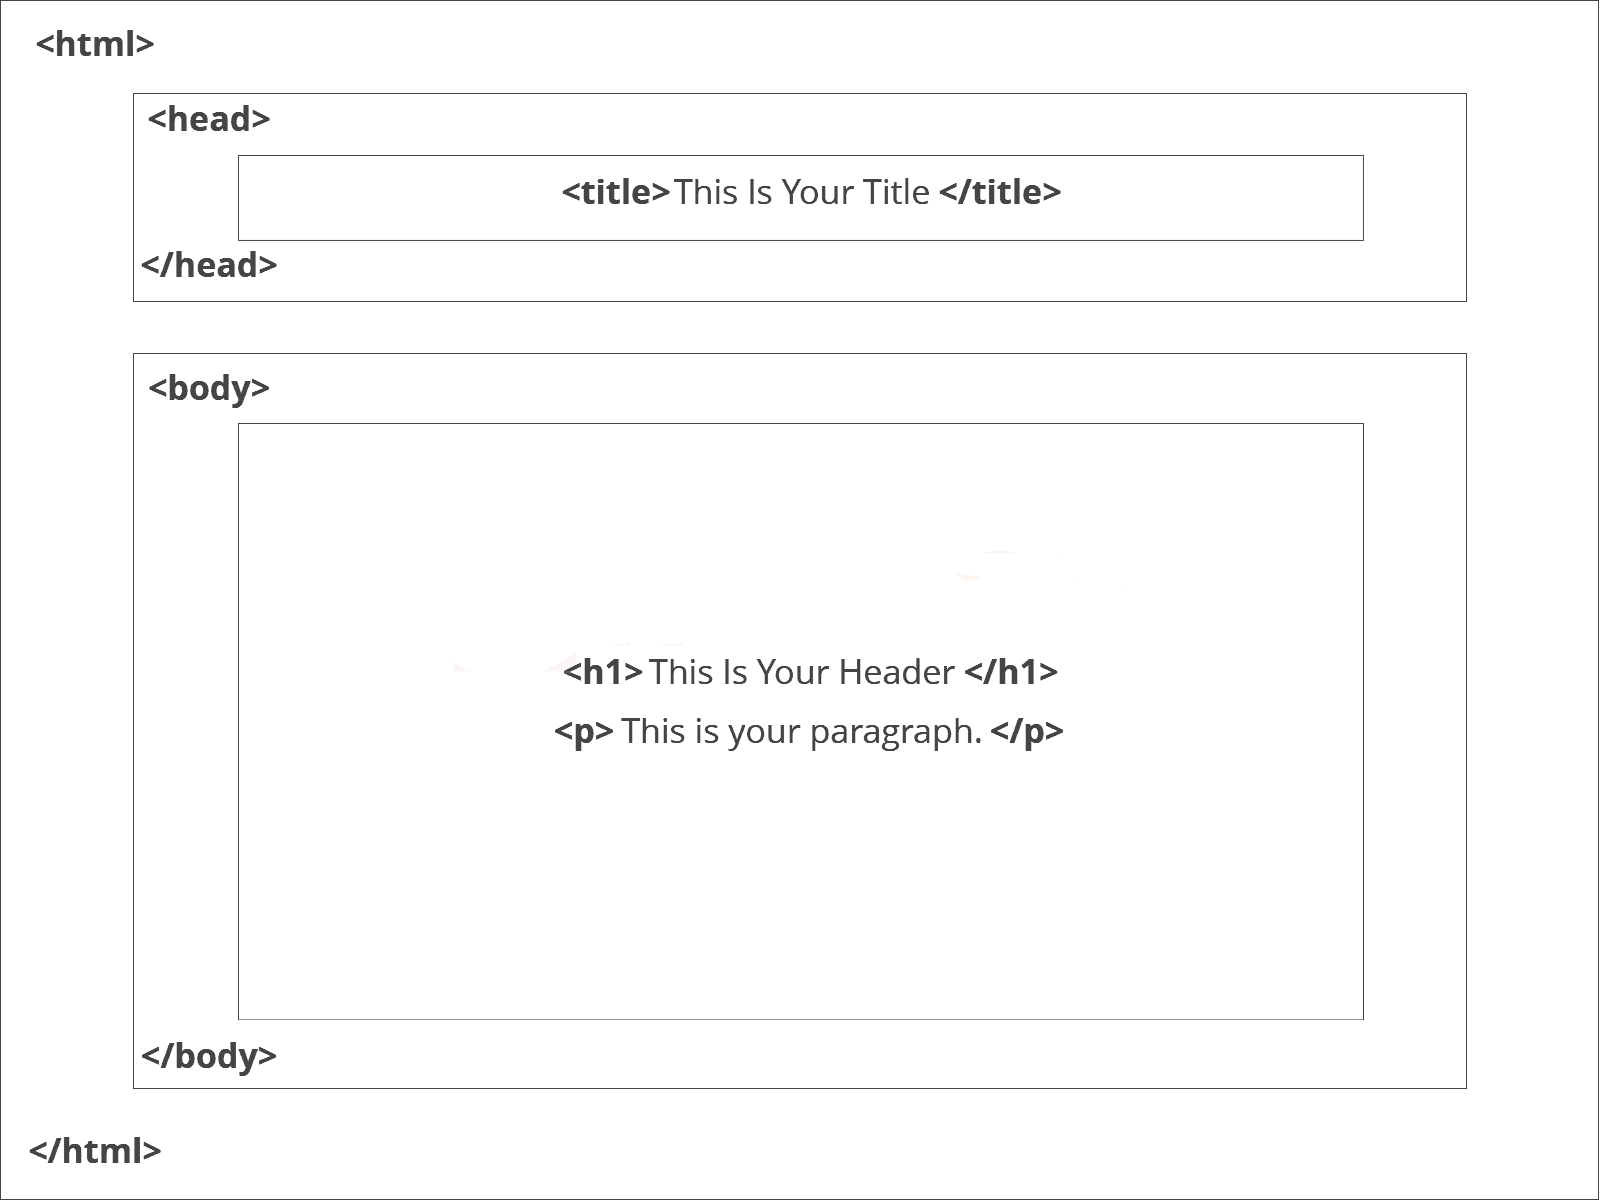 <html>
<head>
<title>This Is Your Title </title>
</head>
<body>
<h1> This Is Your Header </h1>
<p> This is your paragraph. </p>
</body>
</html>